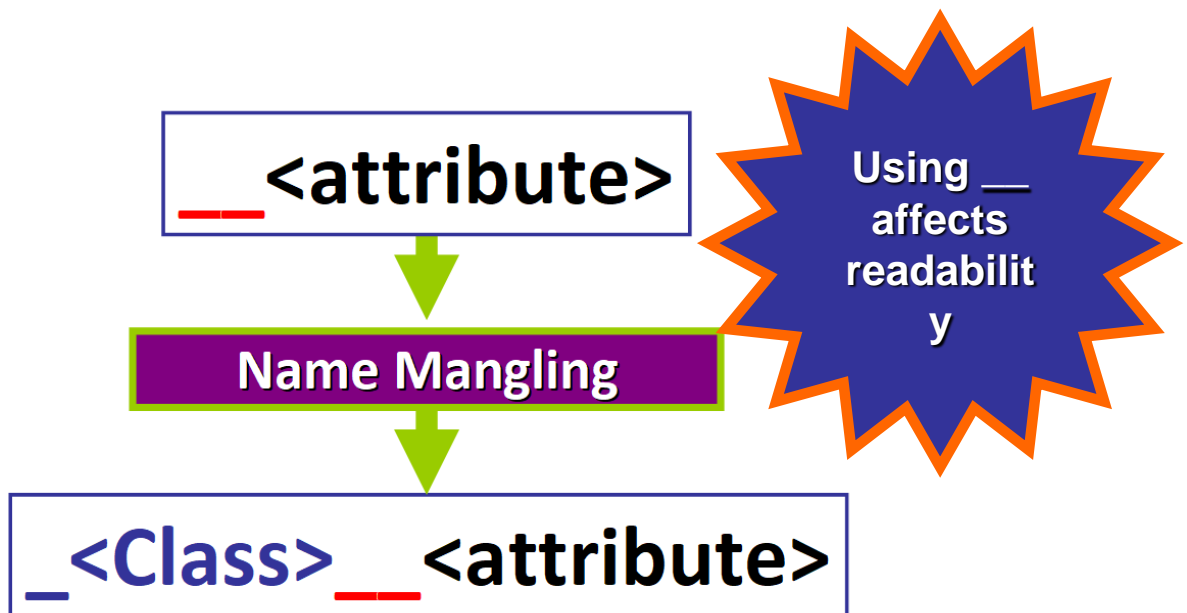 __<attribute>
Using __
affects
readabilit
y
Name Mangling
_<Class>__<attribute>